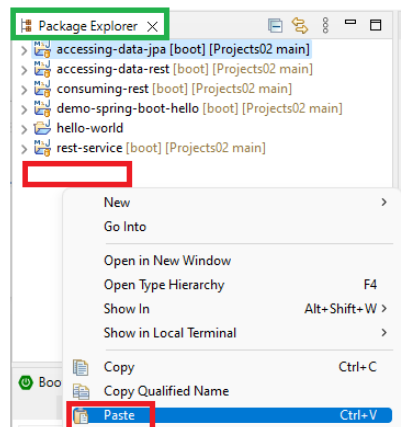 Package Explorer
accessing-data-jpa [boot] [Projects02 main]
accessing-data-rest [boot] [Projects02 main]
consuming-rest [boot] [Projects02 main]
demo-spring-boot-hello [boot] [Projects02 main]
hello-world
rest-service [boot] [Projects02 main]
New
Go Into
Open in New Window
Open Type Hierarchy F4
Show In Alt+Shift+W
Show in Local Terminal
Copy Ctrl+C
Boo
Copy Qualified Name
Paste Ctrl+V